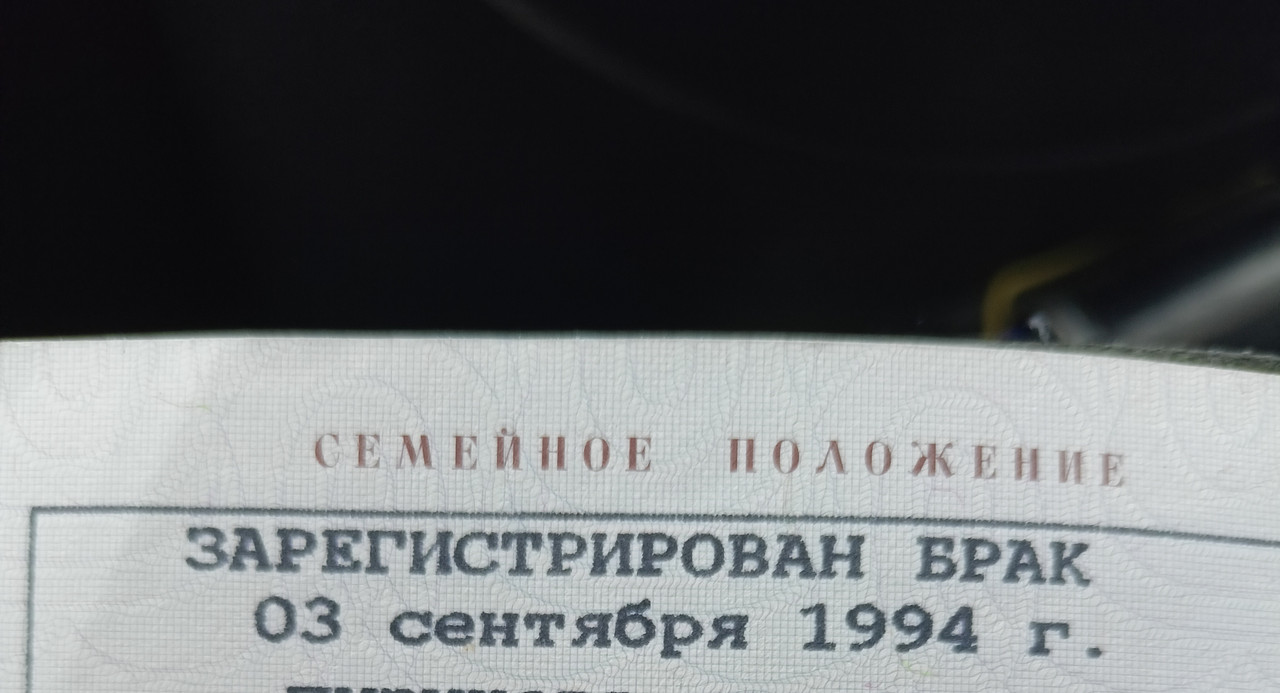 СЕМЕЙНОЕ ПОЛОЖЕНИЕ
ЗАРЕГИСТРИРОВАН БРАК
03 сентября 1994 г.